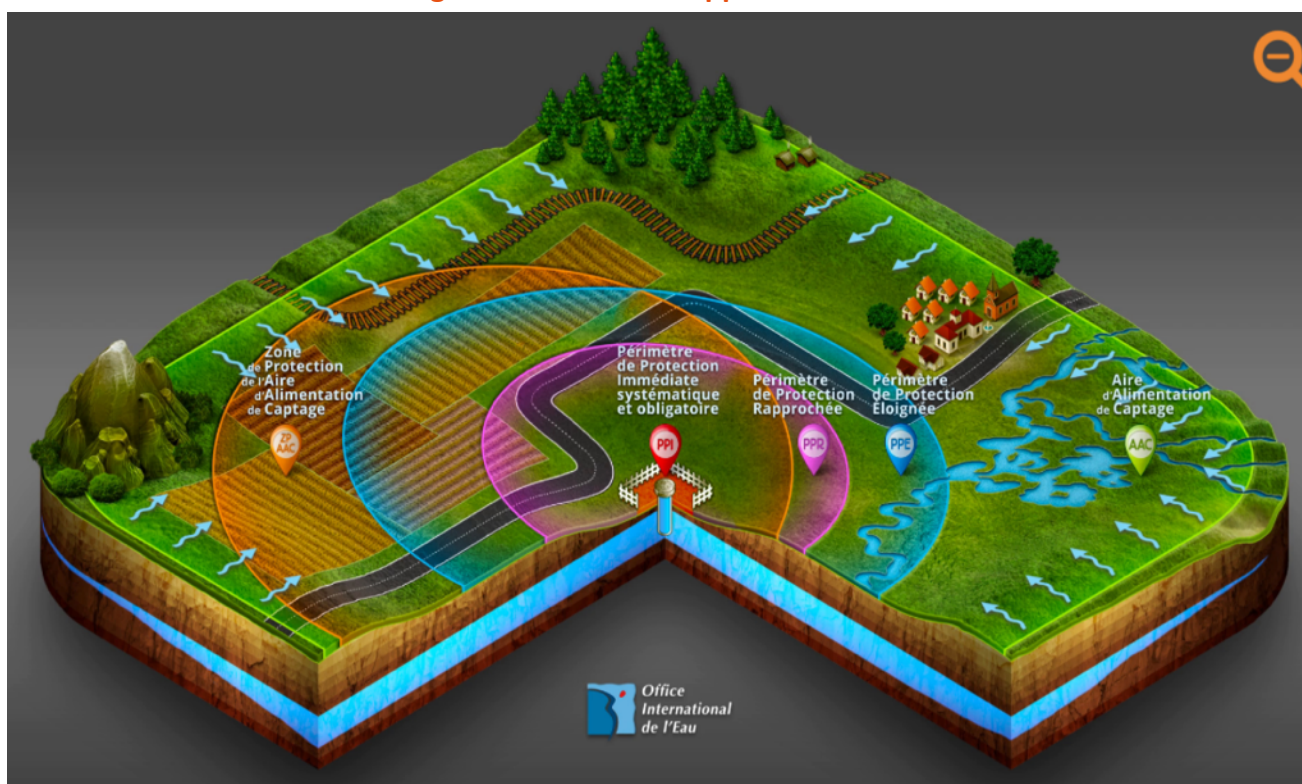 Zone
de Protection
de l'Aire
d'Alimentation
de Captage
ZP
AAC
Périmètre
de Protection
Immédiate
systématique
et obligatoire
PPI
Périmètre
de Protection
Rapprochée
PPR
Périmètre
de Protection
Éloignée
PPE
Aire
d'Alimentation
de Captage
AAC
Office
International
de l'Eau